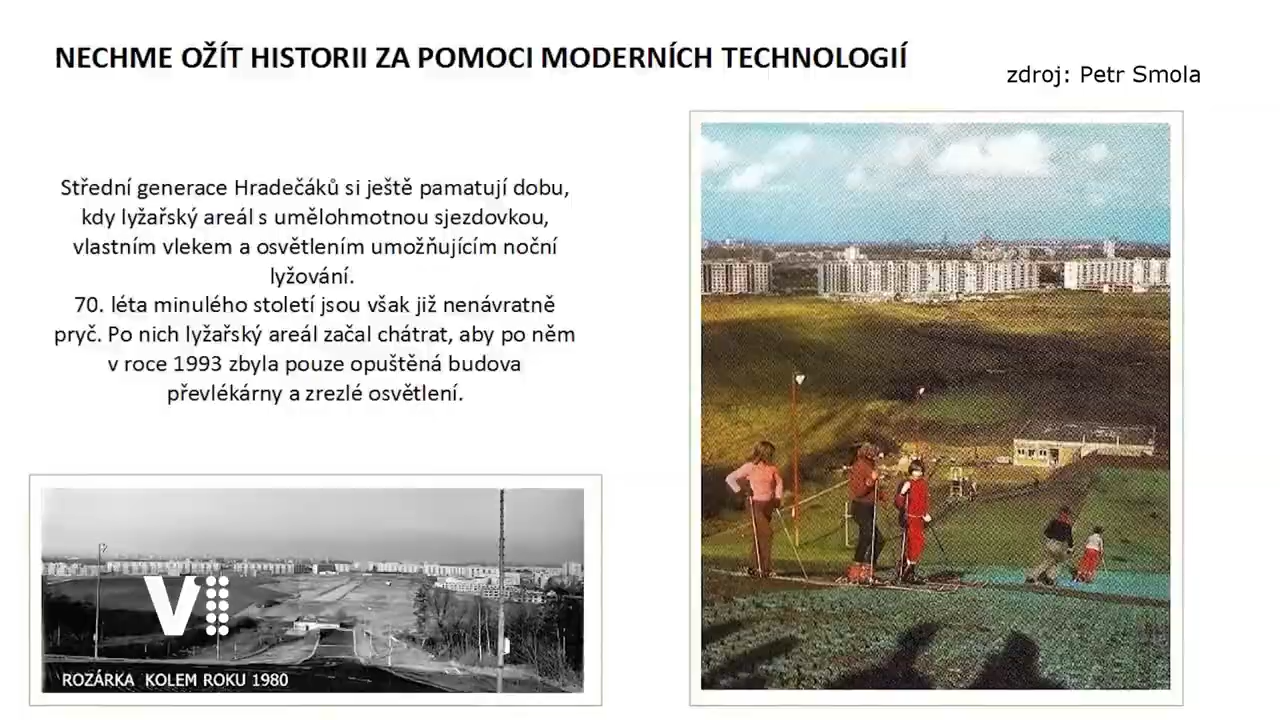 NECHME OŽÍT HISTORII ZA POMOCI MODERNÍCH TECHNOLOGIÍ
zdroj: Petr Smola
Střední generace Hradečáků si ještě pamatují dobu,
kdy lyžařský areál s umělohmotnou sjezdovkou,
vlastním vlekem a osvětlením umožňujícím noční
lyžování.
70. léta minulého století jsou však již nenávratně
pryč. Po nich lyžařský areál začal chátrat, aby po něm
v roce 1993 zbyla pouze opuštěná budova
převlékárny a zrezlé osvětlení.
V
ROZÁRKA KOLEM ROKU 1980